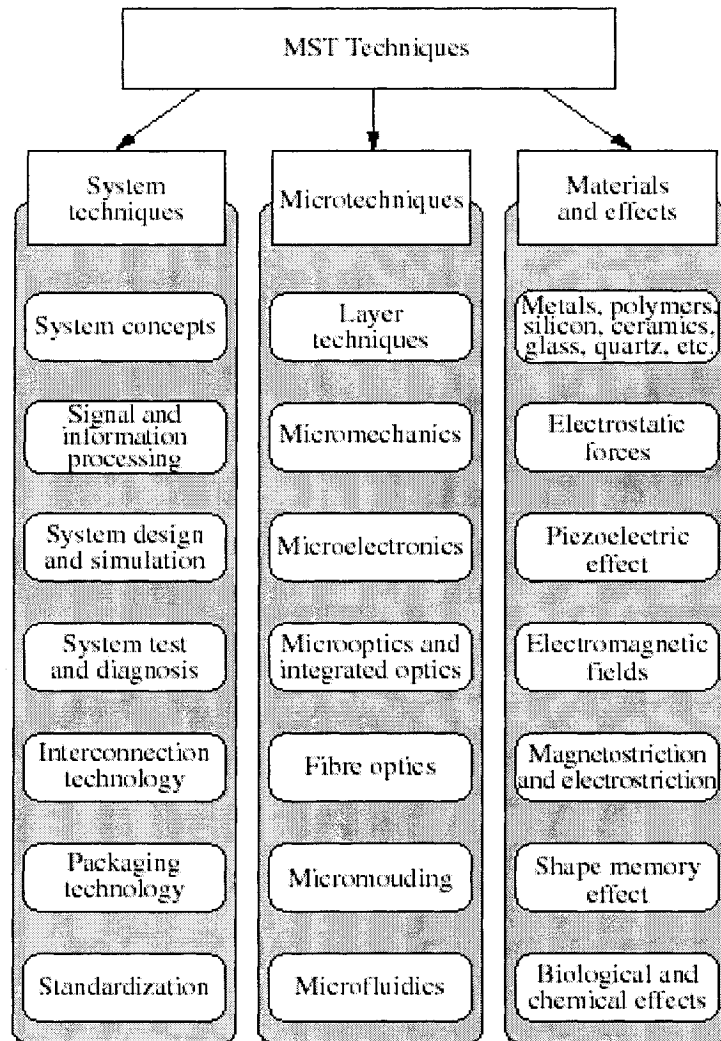 MST Techniques
System
techniques
System concepts
Signal and
information
processing
System design
and simulation
System test
and diagnosis
Interconnection
technology
Packaging
technology
Standardization
Microtechniques
Layer
techniques
Micromechanics
Microelectronics
Microoptics and
integrated optics
Fibre optics
Micromouding
Microfluidics
Materials
and effects
Metals, polymers,
silicon, ceramics,
glass, quartz, etc.
Electrostatic
forces
Piezoelectric
effect
Electromagnetic
fields
Magnetostriction
and electrostriction
Shape memory
effect
Biological and
chemical effects